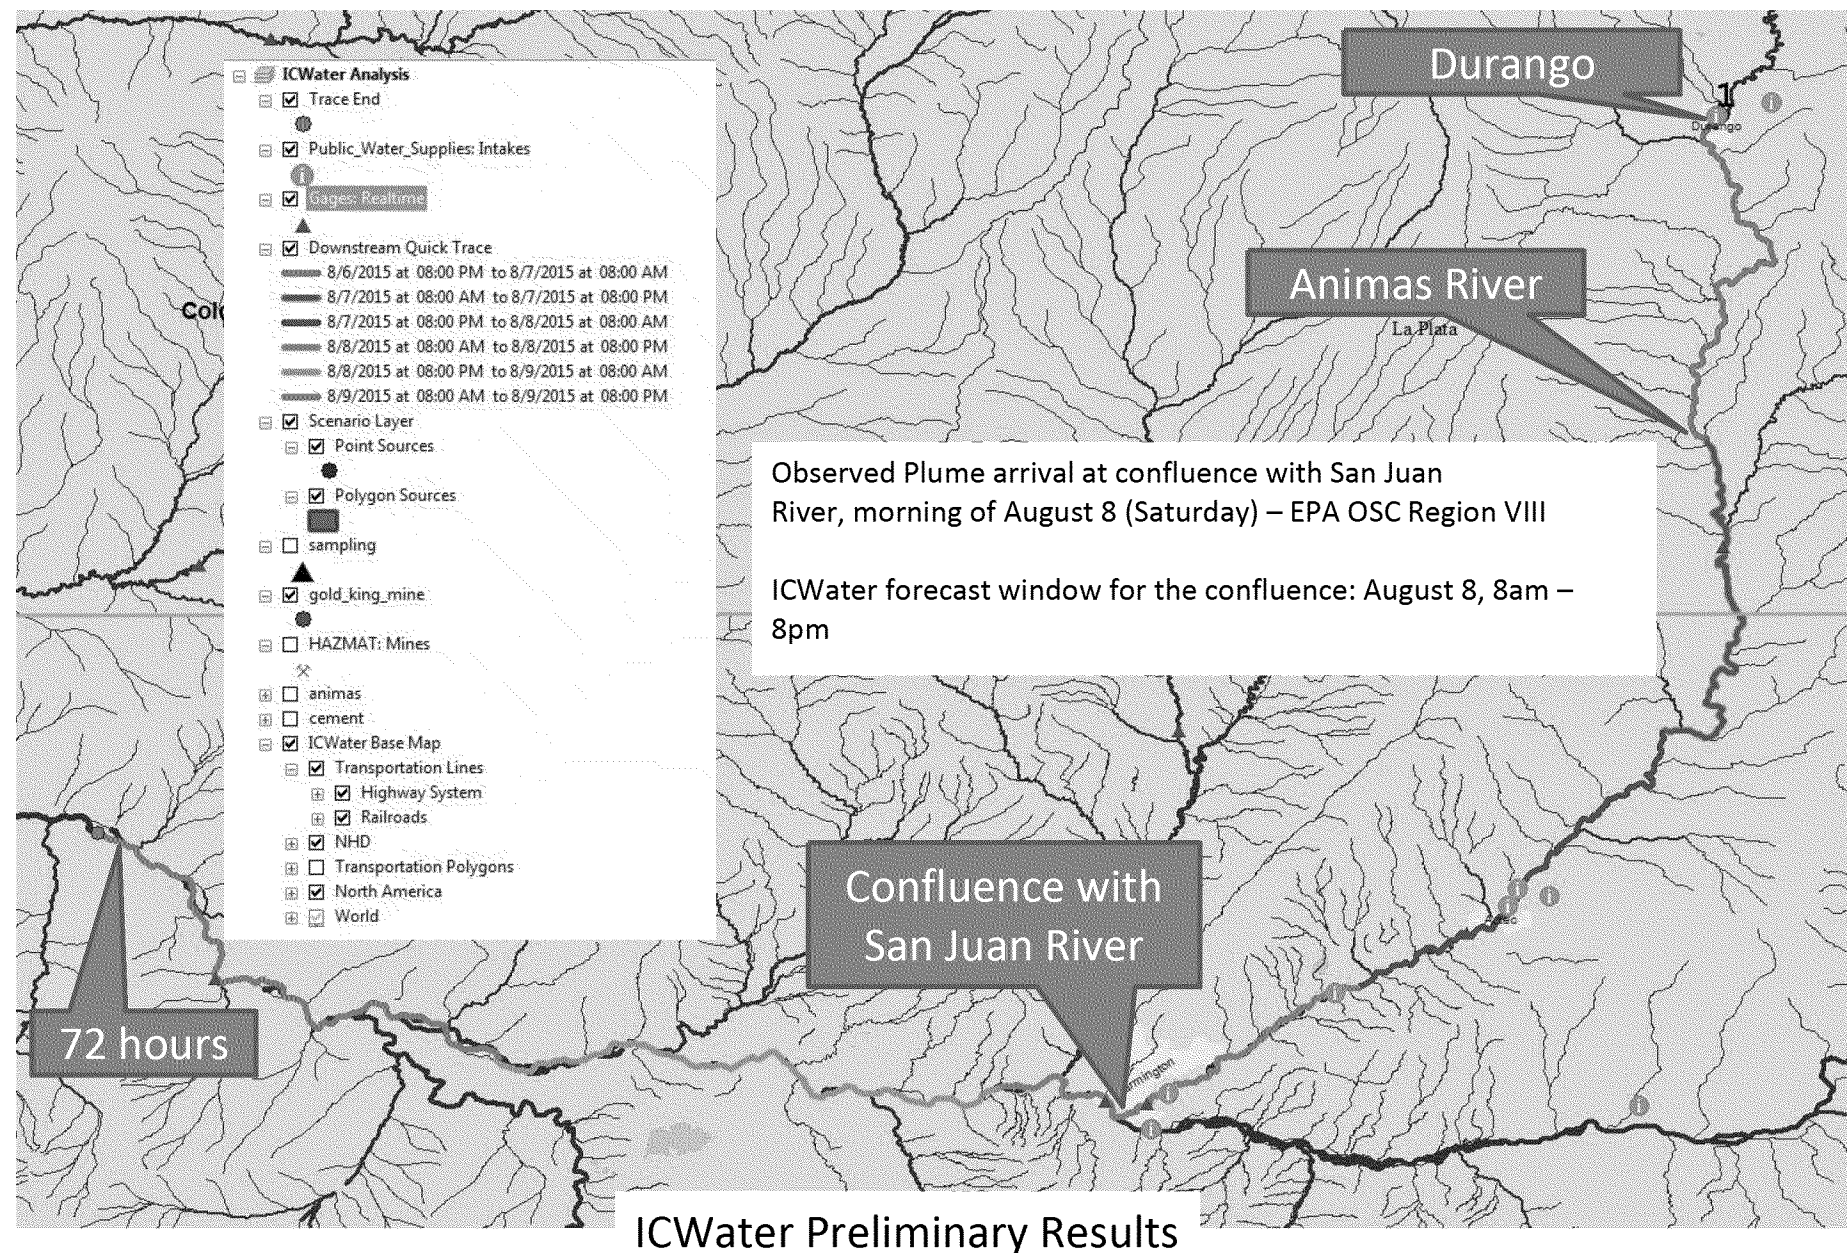 Durango
1
Durango
ICWater Analysis
Trace End
Public_Water_Supplies: Intakes
Gages: Realtime
Downstream Quick Trace
8/6/2015 at 08:00 PM to 8/7/2015 at 08:00 AM
8/7/2015 at 08:00 AM to 8/7/2015 at 08:00 PM
8/7/2015 at 08:00 PM to 8/8/2015 at 08:00 AM
8/8/2015 at 08:00 AM to 8/8/2015 at 08:00 PM
8/8/2015 at 08:00 PM to 8/9/2015 at 08:00 AM
8/9/2015 at 08:00 AM to 8/9/2015 at 08:00 PM
Scenario Layer
Point Sources
Polygon Sources
sampling
gold_king_mine
HAZMAT: Mines
animas
cement
ICWater Base Map
Transportation Lines
Highway System
Railroads
NHD
Transportation Polygons
North America
World
Animas River
La Plata
Observed Plume arrival at confluence with San Juan
River, morning of August 8 (Saturday) – EPA OSC Region VIII
ICWater forecast window for the confluence: August 8, 8am –
8pm
Confluence with
San Juan River
72 hours
ICWater Preliminary Results